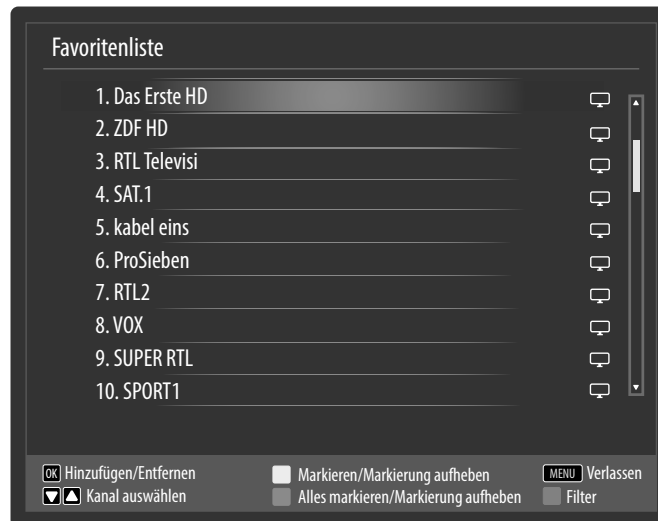 Favoritenliste
1. Das Erste HD
2. ZDF HD
3. RTL Televisi
4. SAT.1
5. kabel eins
6. ProSieben
7. RTL2
8. VOX
9. SUPER RTL
10. SPORT1
OK Hinzufügen/Entfernen Markieren/Markierung aufheben MENU Verlassen
Kanal auswählen Alles markieren/Markierung aufheben Filter